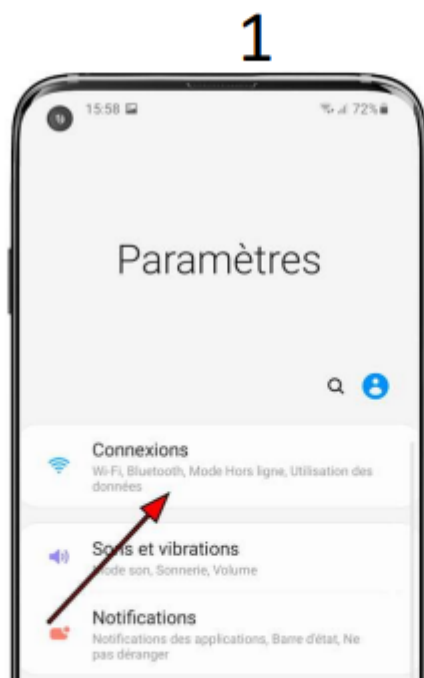 1
15:58 72%
Paramètres
Connexions
Wi-Fi, Bluetooth, Mode Hors ligne, Utilisation des
données
Sons et vibrations
Mode son, Sonnerie, Volume
Notifications
Notifications des applications, Barre d'état, Ne
pas déranger